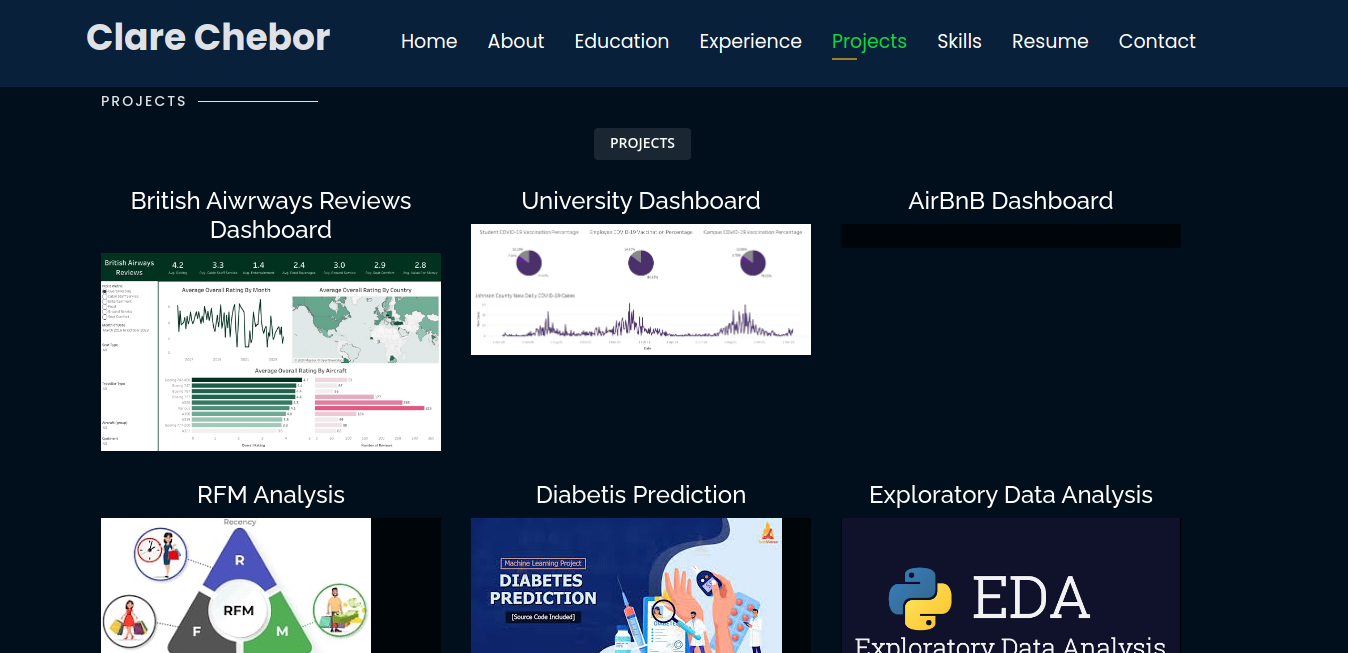 Clare Chebor
Home About Education Experience Projects Skills Resume Contact
PROJECTS
PROJECTS
British Aiwrways Reviews
Dashboard
British Airways
Reviews
4.2 3.3 1.4 2.4 3.0 2.9 2.8
Average Overall Rating By Month
Average Overall Rating By Country
Average Overall Rating By Aircraft
University Dashboard
Student COVID-19 Vaccination Percentage
Employee COVID-19 Vaccination Percentage
Campus COVID-19 Vaccination Percentage
Johnson County New Daily COVID-19 Cases
AirBnB Dashboard
RFM Analysis
Recency
R
RFM
F
M
Diabetis Prediction
Machine Learning Project
DIABETES
PREDICTION
[Source Code Included]
Exploratory Data Analysis
EDA
Exploratory Data Analysis